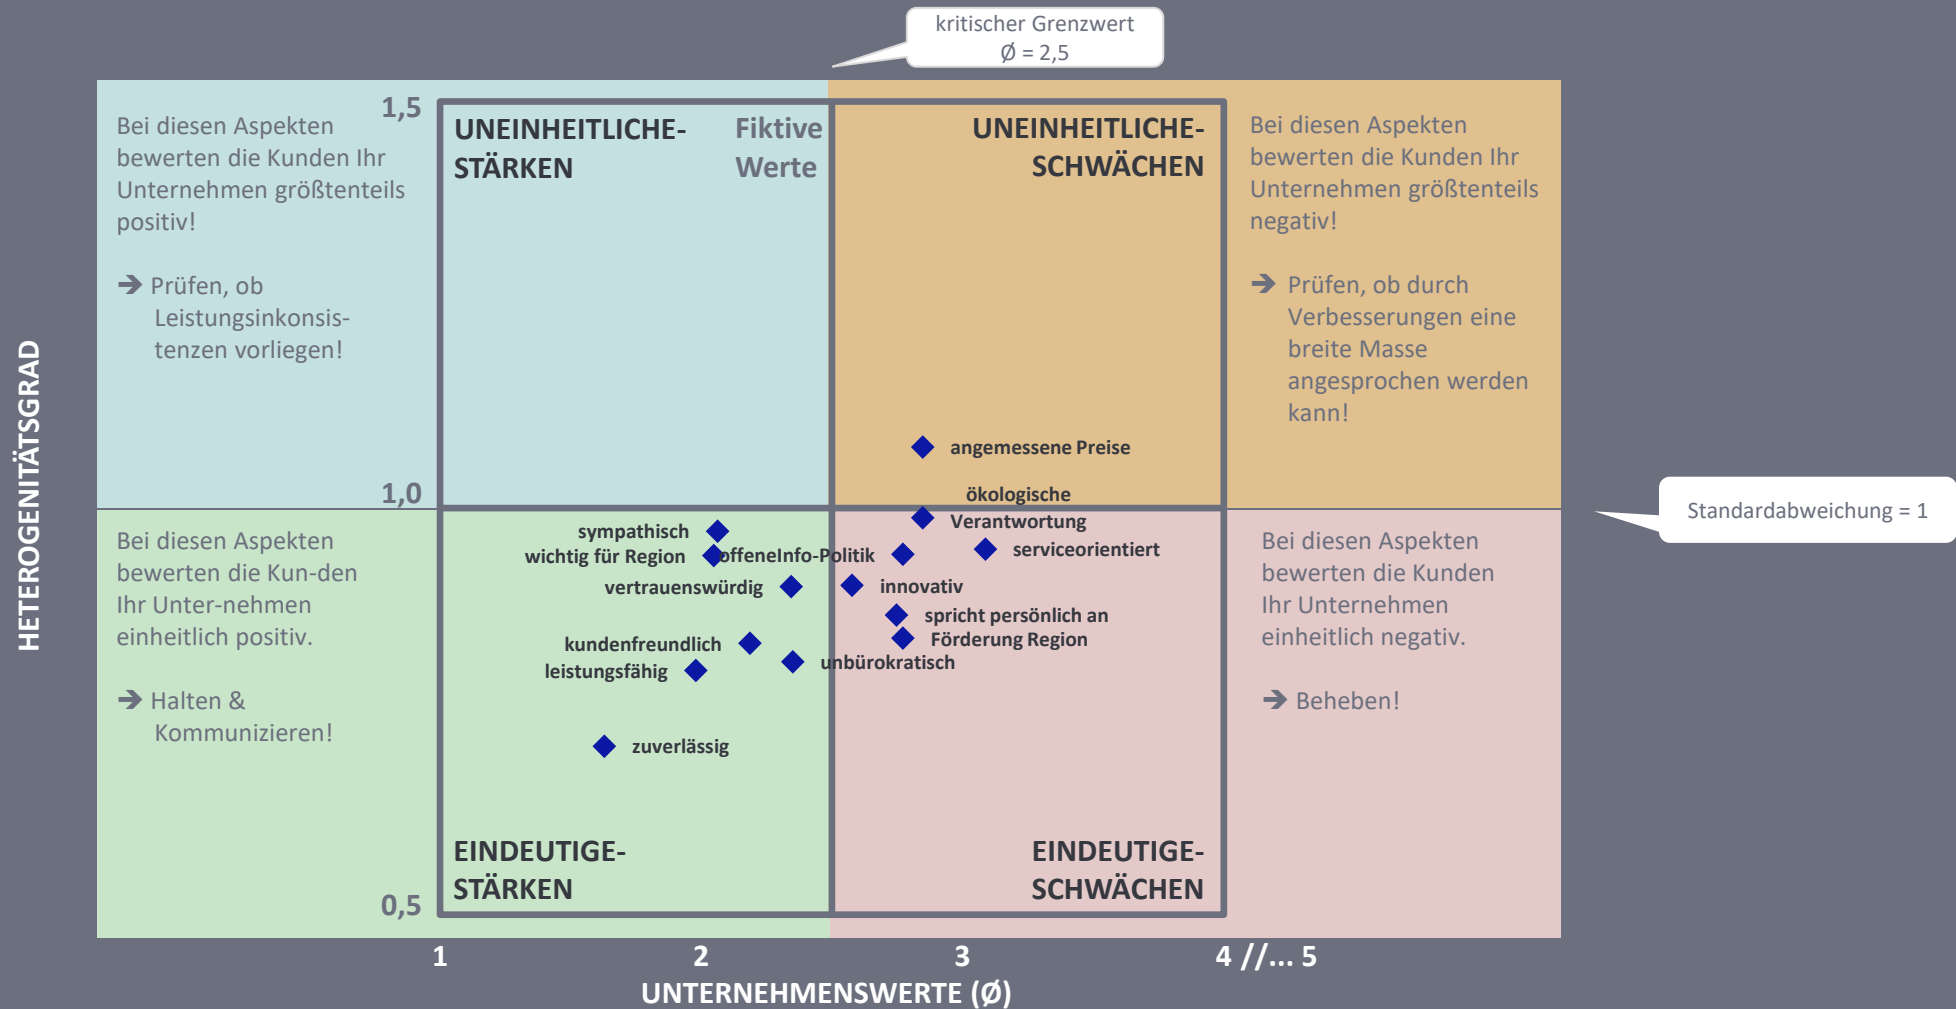 kritischer Grenzwert
Ø = 2,5
1,5
Bei diesen Aspekten
bewerten die Kunden Ihr
Unternehmen größtenteils
positiv!
➔ Prüfen, ob
Leistungsinkonsis-
tenzen vorliegen!
UNEINHEITLICHE-
STÄRKEN
Fiktive
Werte
UNEINHEITLICHE-
SCHWÄCHEN
Bei diesen Aspekten
bewerten die Kunden Ihr
Unternehmen größtenteils
negativ!
➔ Prüfen, ob durch
Verbesserungen eine
breite Masse
angesprochen werden
kann!
HETEROGENITÄTSGRAD
1,0
angemessene Preise
ökologische
Verantwortung
Standardabweichung = 1
sympathisch
wichtig für Region
offeneInfo-Politik
serviceorientiert
vertrauenswürdig
innovativ
spricht persönlich an
Förderung Region
kundenfreundlich
unbürokratisch
leistungsfähig
zuverlässig
Bei diesen Aspekten
bewerten die Kun-den
Ihr Unter-nehmen
einheitlich positiv.
➔ Halten &
Kommunizieren!
Bei diesen Aspekten
bewerten die Kunden
Ihr Unternehmen
einheitlich negativ.
➔ Beheben!
EINDEUTIGE-
STÄRKEN
EINDEUTIGE-
SCHWÄCHEN
0,5
1 2 3 4 //... 5
UNTERNEHMENSWERTE (Ø)